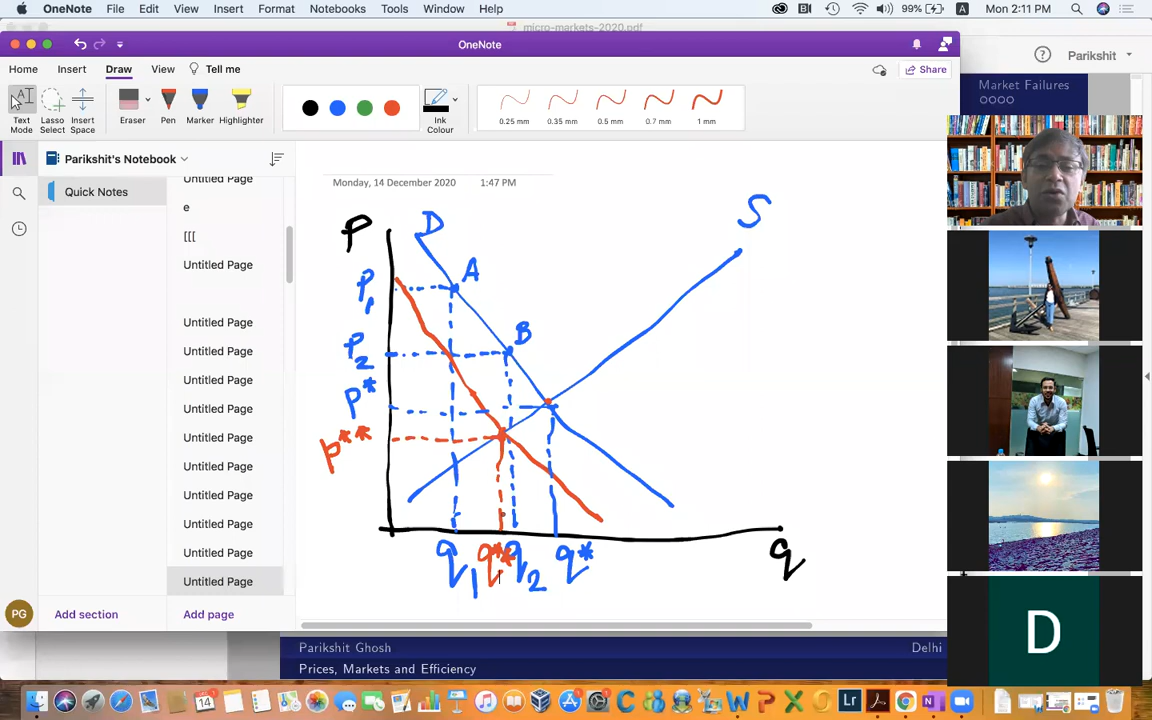 OneNote File Edit View Insert Format Notebooks Tools Window Help 99% A Mon 2:11 PM
micro-markets-2020.pdf
OneNote
Parikshit
Home Insert Draw View Tell me Share
Market Failures
Text Mode
Lasso Select
Insert Space
Eraser
Pen
Marker
Highlighter
Ink Colour
0.25 mm 0.35 mm 0.5 mm 0.7 mm 1 mm
Parikshit's Notebook
Quick Notes
Untitled Page
e
[[[
Untitled Page
Untitled Page
Untitled Page
Untitled Page
Untitled Page
Untitled Page
Untitled Page
Untitled Page
Untitled Page
Untitled Page
Untitled Page
Monday, 14 December 2020 1:47 PM
P D S
A
P1
B
P2
P*
P**
q1 q** q2 q* q
PG
Add section Add page
D
Parikshit Ghosh Delhi
Prices, Markets and Efficiency
14
W P X Lr N